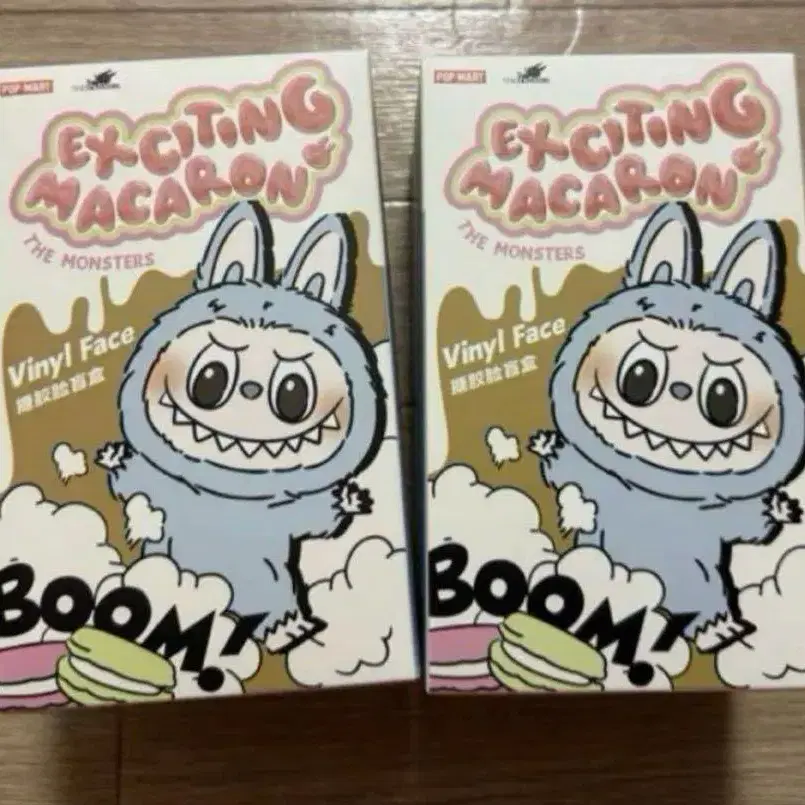 POP MART
EXCITING
MACARON
THE MONSTERS
Vinyl Face
搪胶脸盲盒
BOOM!
POP MART
EXCITING
MACARON
THE MONSTERS
Vinyl Face
搪胶脸盲盒
BOOM!